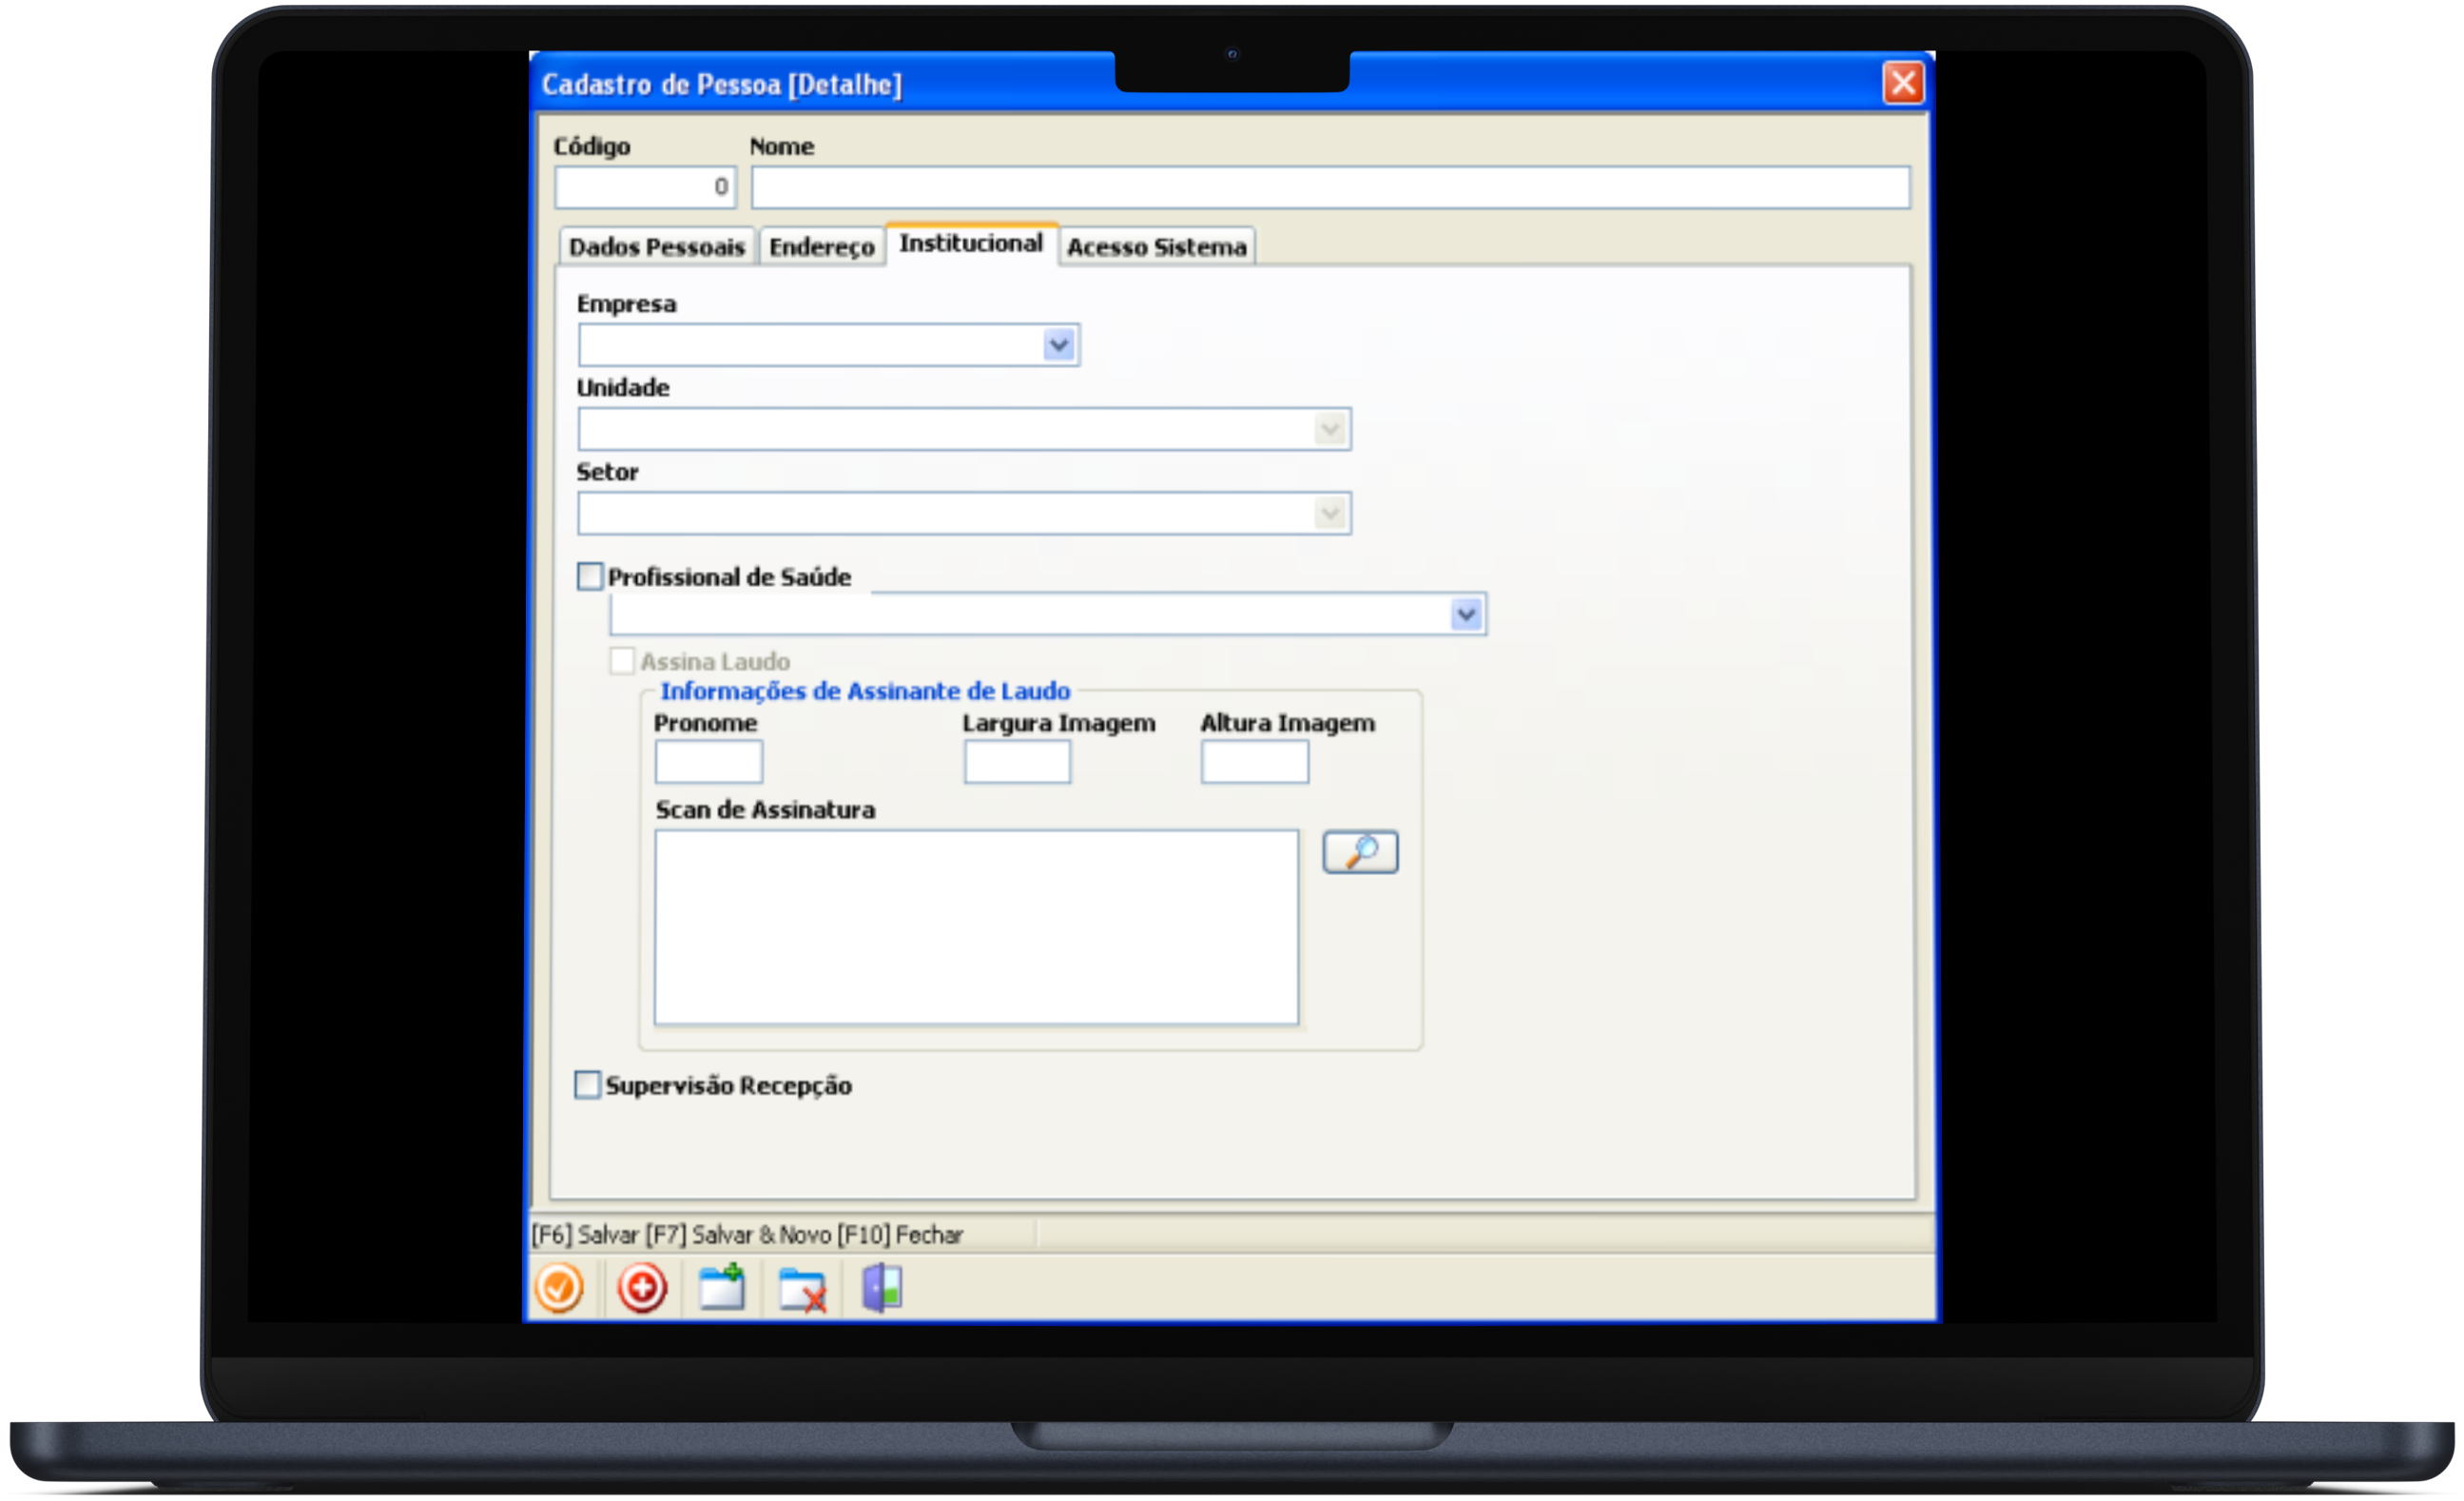 Cadastro de Pessoa [Detalhe]
Código Nome
0
Dados Pessoais Endereço Institucional Acesso Sistema
Empresa
Unidade
Setor
Profissional de Saúde
Assina Laudo
Informações de Assinante de Laudo
Pronome Largura Imagem Altura Imagem
Scan de Assinatura
Supervisão Recepção
[F6] Salvar [F7] Salvar & Novo [F10] Fechar